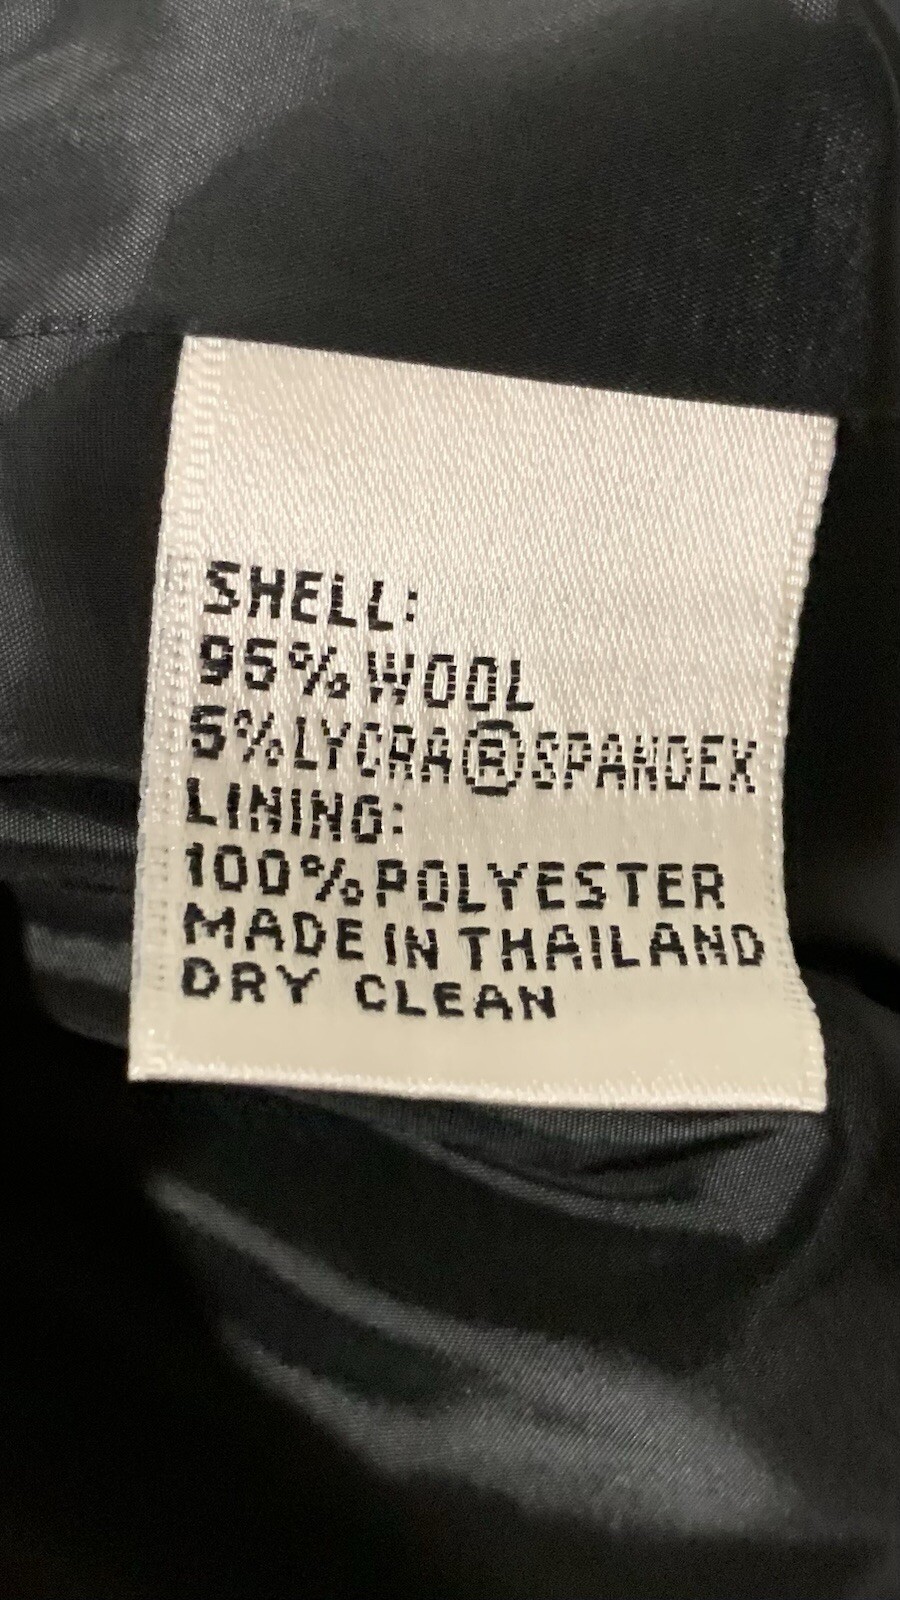 SHELL:
95% WOOL
5% LYCRA® SPANDEX
LINING:
100% POLYESTER
MADE IN THAILAND
DRY CLEAN